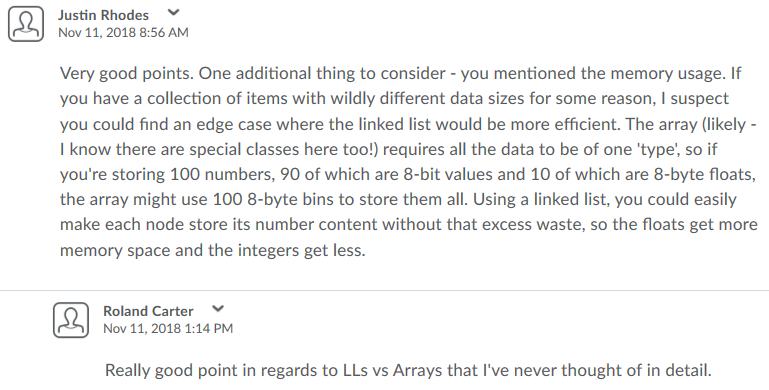 Justin Rhodes
Nov 11, 2018 8:56 AM
Very good points. One additional thing to consider - you mentioned the memory usage. If
you have a collection of items with wildly different data sizes for some reason, I suspect
you could find an edge case where the linked list would be more efficient. The array (likely -
I know there are special classes here too!) requires all the data to be of one 'type', so if
you're storing 100 numbers, 90 of which are 8-bit values and 10 of which are 8-byte floats,
the array might use 100 8-byte bins to store them all. Using a linked list, you could easily
make each node store its number content without that excess waste, so the floats get more
memory space and the integers get less.
Roland Carter
Nov 11, 2018 1:14 PM
Really good point in regards to LLs vs Arrays that I've never thought of in detail.